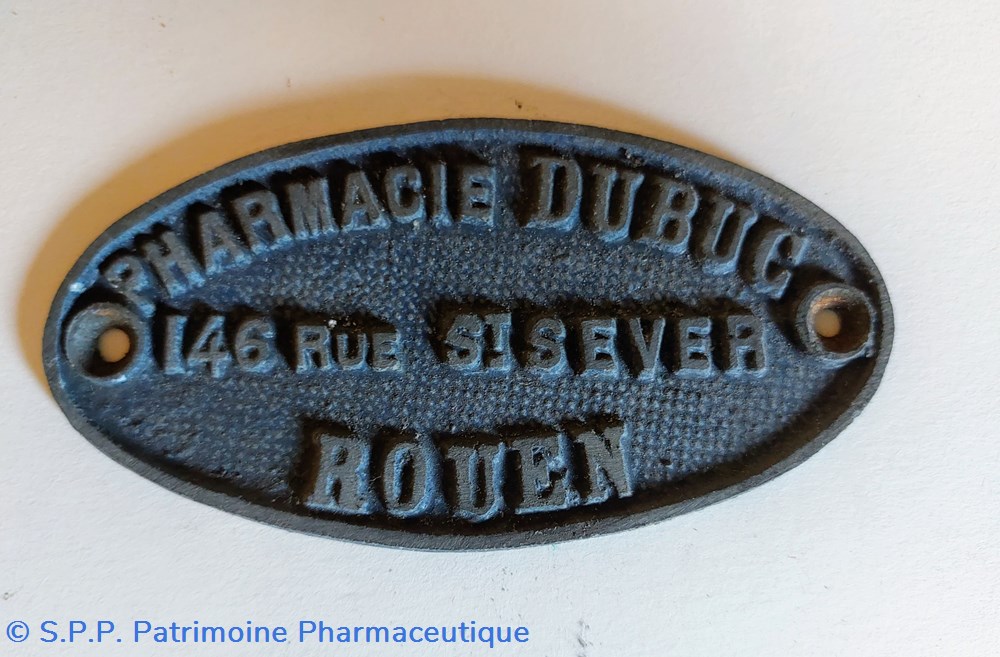 PHARMACIE DUBUC
146 RUE ST SEVER
ROUEN
© S.P.P. Patrimoine Pharmaceutique